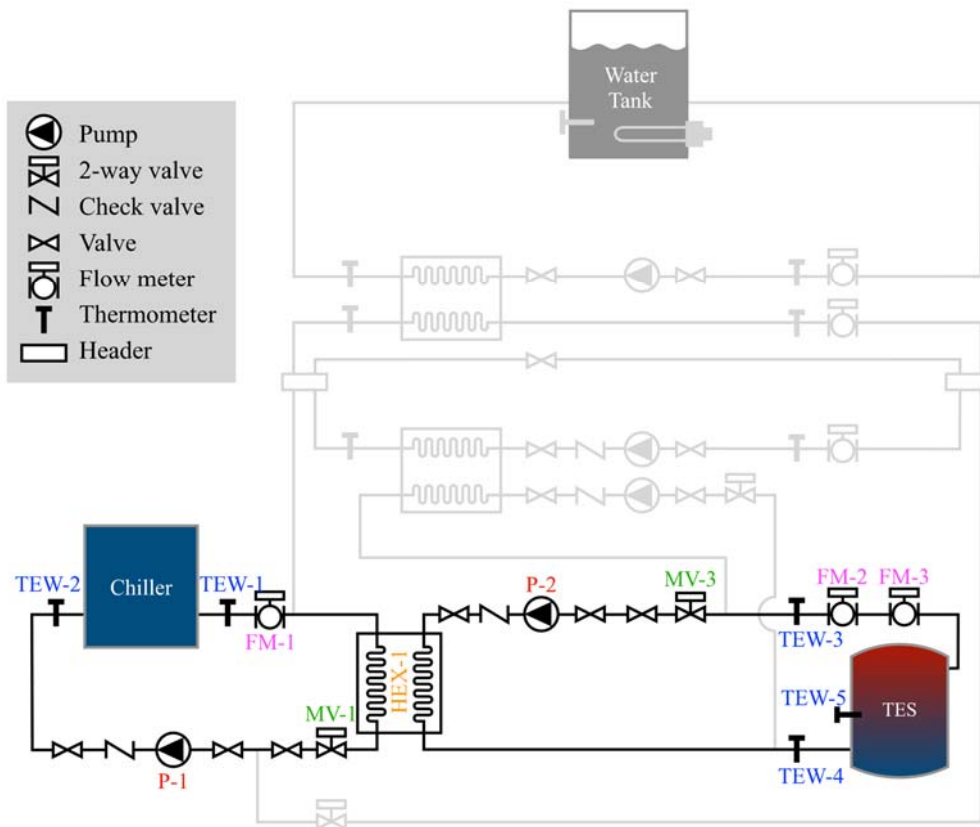 Water
Tank
Pump
2-way valve
Check valve
Valve
Flow meter
Thermometer
Header
TEW-2
Chiller
TEW-1
FM-1
P-2
MV-3
FM-2
FM-3
TEW-3
HEX-1
TEW-5
TES
MV-1
P-1
TEW-4